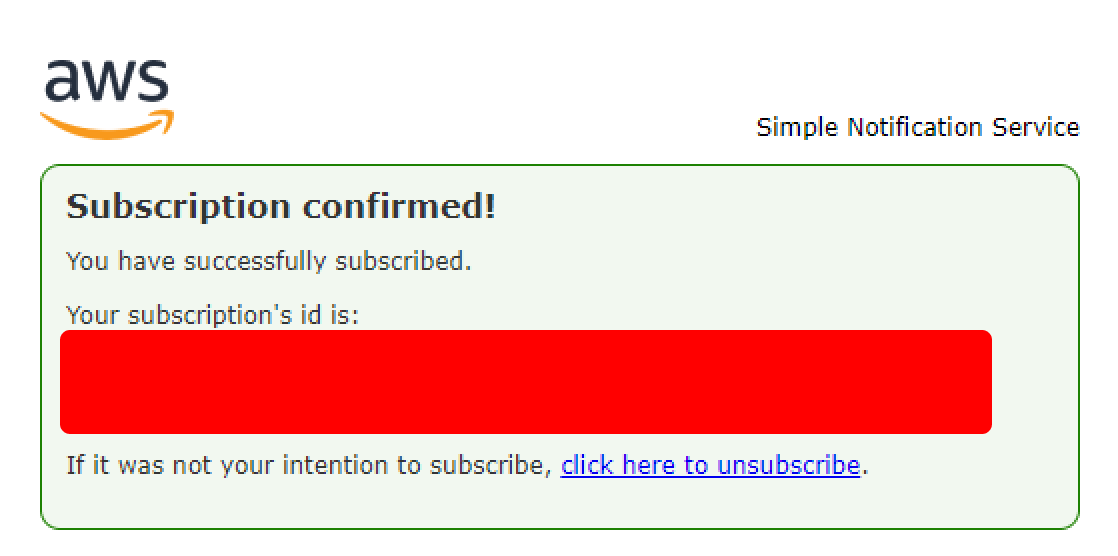 aws
Simple Notification Service
Subscription confirmed!
You have successfully subscribed.
Your subscription's id is:
If it was not your intention to subscribe, click here to unsubscribe.